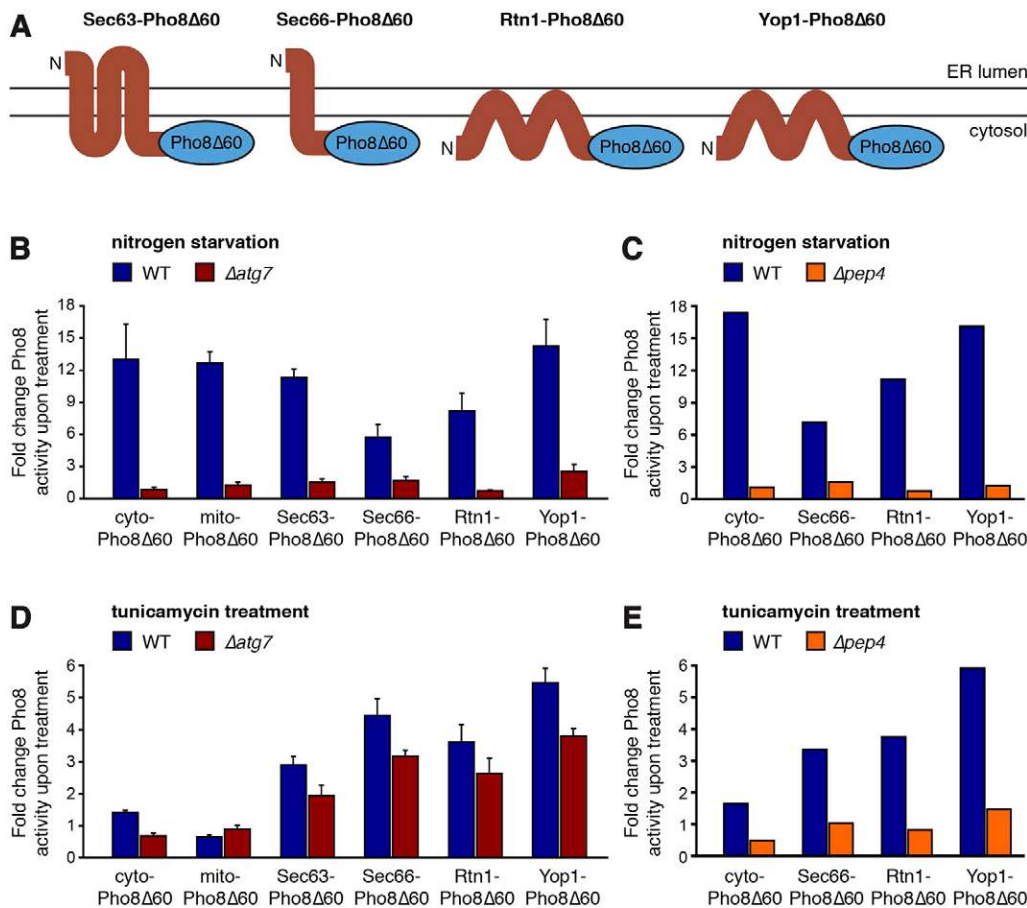 A
Sec63-Pho8Δ60 Sec66-Pho8Δ60 Rtn1-Pho8Δ60 Yop1-Pho8Δ60
N N ER lumen
N Pho8Δ60 Pho8Δ60 N Pho8Δ60 N Pho8Δ60 cytosol
B
nitrogen starvation
WT Δatg7
Fold change Pho8
activity upon treatment
18
15
12
9
6
3
0
cyto- mito- Sec63- Sec66- Rtn1- Yop1-
Pho8Δ60 Pho8Δ60 Pho8Δ60 Pho8Δ60 Pho8Δ60 Pho8Δ60
C
nitrogen starvation
WT Δpep4
Fold change Pho8
activity upon treatment
18
15
12
9
6
3
0
cyto- Sec66- Rtn1- Yop1-
Pho8Δ60 Pho8Δ60 Pho8Δ60 Pho8Δ60
D
tunicamycin treatment
WT Δatg7
Fold change Pho8
activity upon treatment
6
5
4
3
2
1
0
cyto- mito- Sec63- Sec66- Rtn1- Yop1-
Pho8Δ60 Pho8Δ60 Pho8Δ60 Pho8Δ60 Pho8Δ60 Pho8Δ60
E
tunicamycin treatment
WT Δpep4
Fold change Pho8
activity upon treatment
6
5
4
3
2
1
0
cyto- Sec66- Rtn1- Yop1-
Pho8Δ60 Pho8Δ60 Pho8Δ60 Pho8Δ60